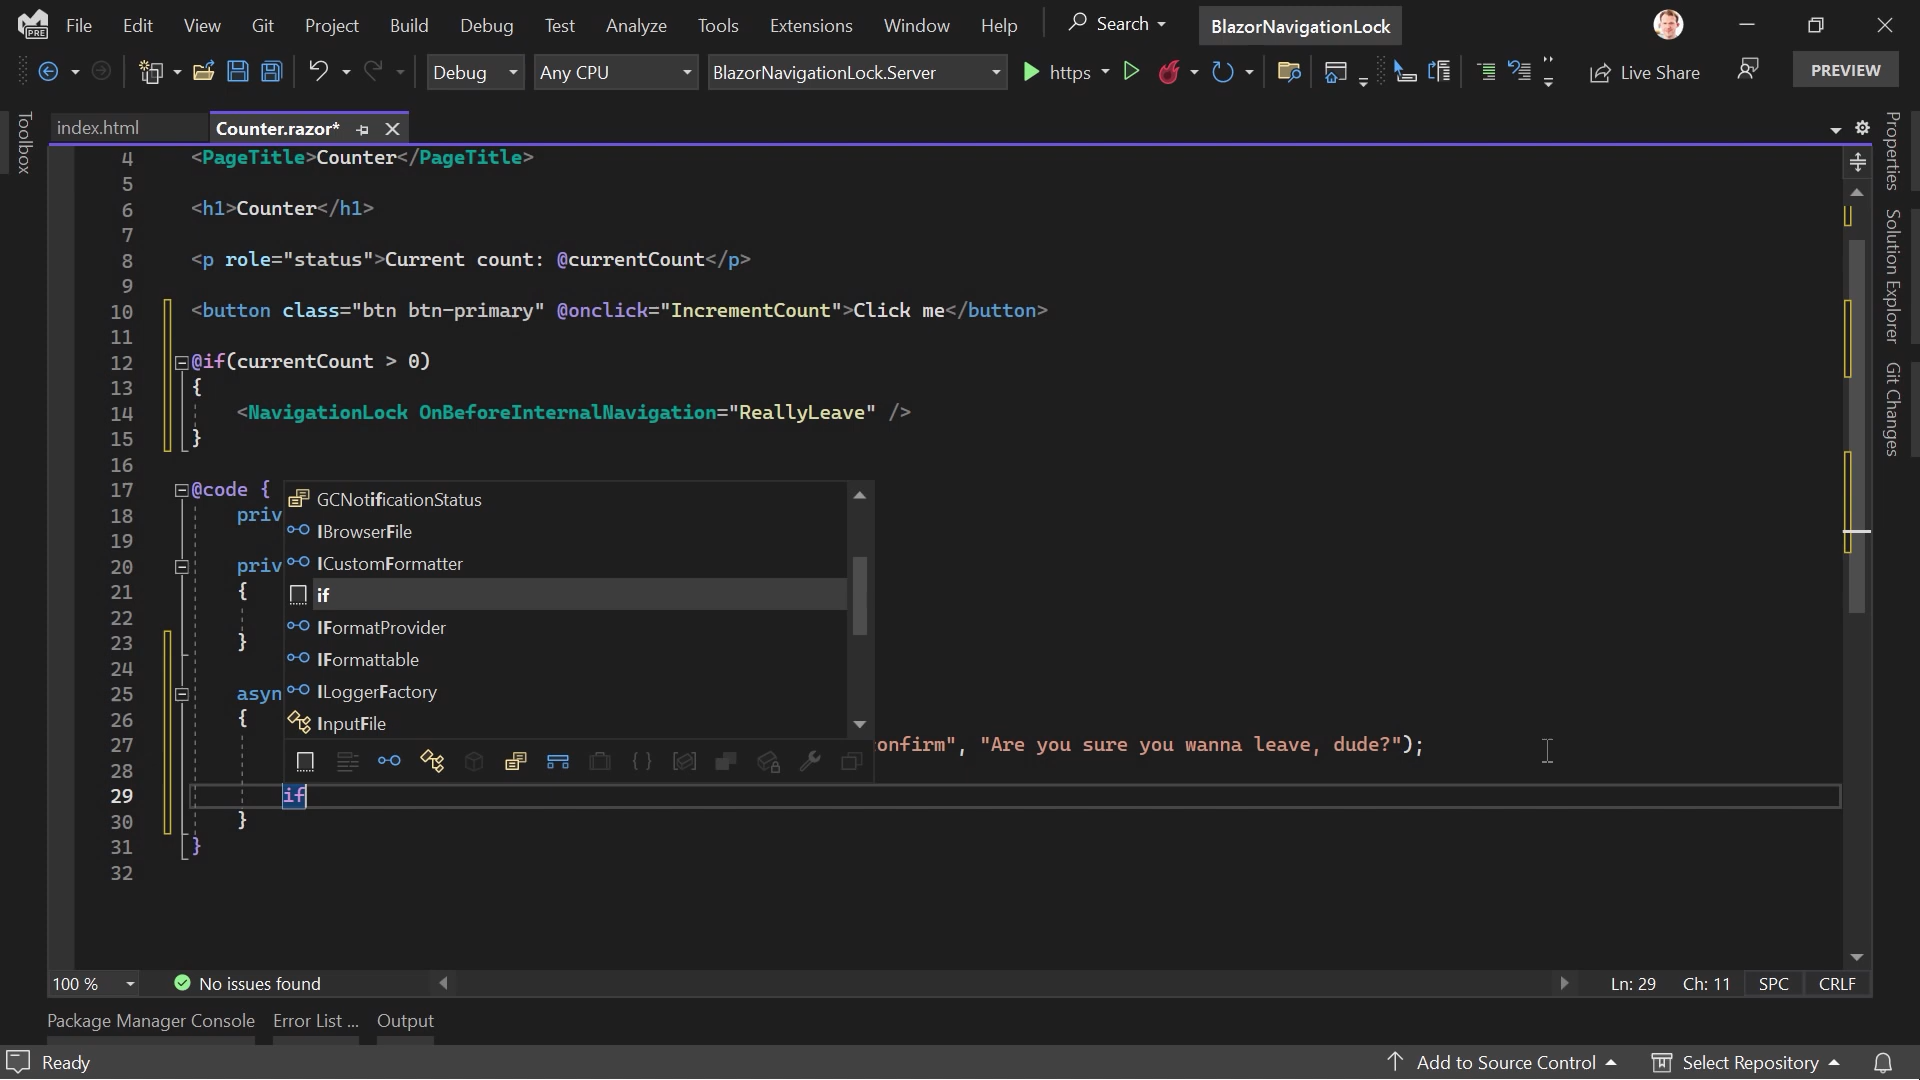 File Edit View Git Project Build Debug Test Analyze Tools Extensions Window Help Search BlazorNavigationLock
PRE
Debug Any CPU BlazorNavigationLock.Server https Live Share PREVIEW
Toolbox
index.html Counter.razor*
Properties
Solution Explorer
Git Changes
4 <PageTitle>Counter</PageTitle>
5
6 <h1>Counter</h1>
7
8 <p role="status">Current count: @currentCount</p>
9
10 <button class="btn btn-primary" @onclick="IncrementCount">Click me</button>
11
12 @if(currentCount > 0)
13 {
14 <NavigationLock OnBeforeInternalNavigation="ReallyLeave" />
15 }
16
17 @code {
18 priv
19
20 priv
21 {
22
23 }
24
25 asyn
26 {
27 onfirm", "Are you sure you wanna leave, dude?");
28
29 if
30 }
31 }
32
GCNotificationStatus
IBrowserFile
ICustomFormatter
if
IFormatProvider
IFormattable
ILoggerFactory
InputFile
100 % No issues found Ln: 29 Ch: 11 SPC CRLF
Package Manager Console Error List ... Output
Ready Add to Source Control Select Repository